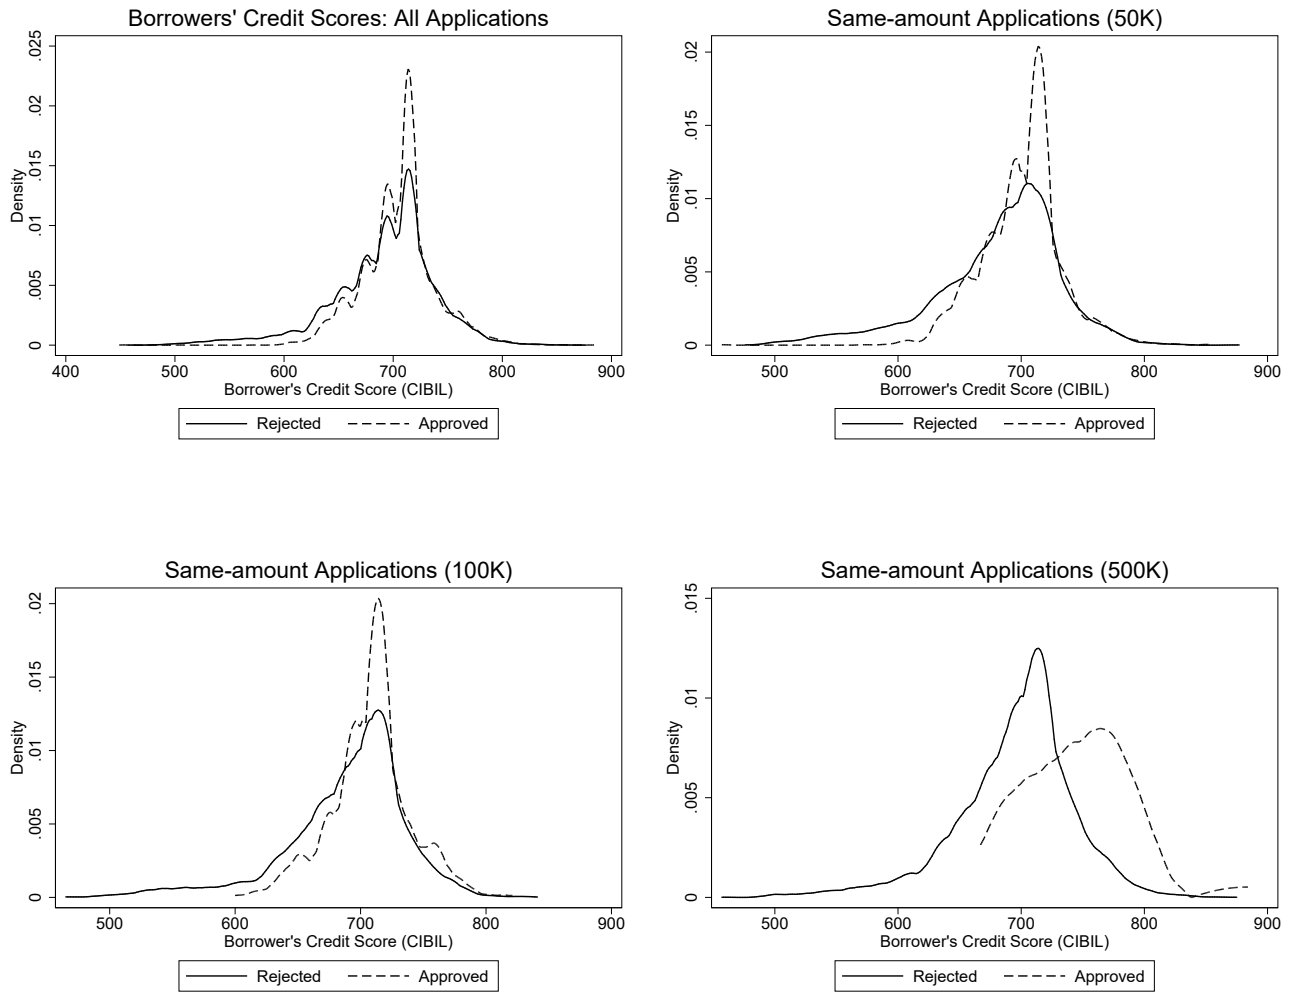 Borrowers' Credit Scores: All Applications
Density
.025
.02
.015
.01
.005
0
400 500 600 700 800 900
Borrower's Credit Score (CIBIL)
Rejected Approved
Same-amount Applications (50K)
Density
.02
.015
.01
.005
0
500 600 700 800 900
Borrower's Credit Score (CIBIL)
Rejected Approved
Same-amount Applications (100K)
Density
.02
.015
.01
.005
0
500 600 700 800 900
Borrower's Credit Score (CIBIL)
Rejected Approved
Same-amount Applications (500K)
Density
.015
.01
.005
0
500 600 700 800 900
Borrower's Credit Score (CIBIL)
Rejected Approved